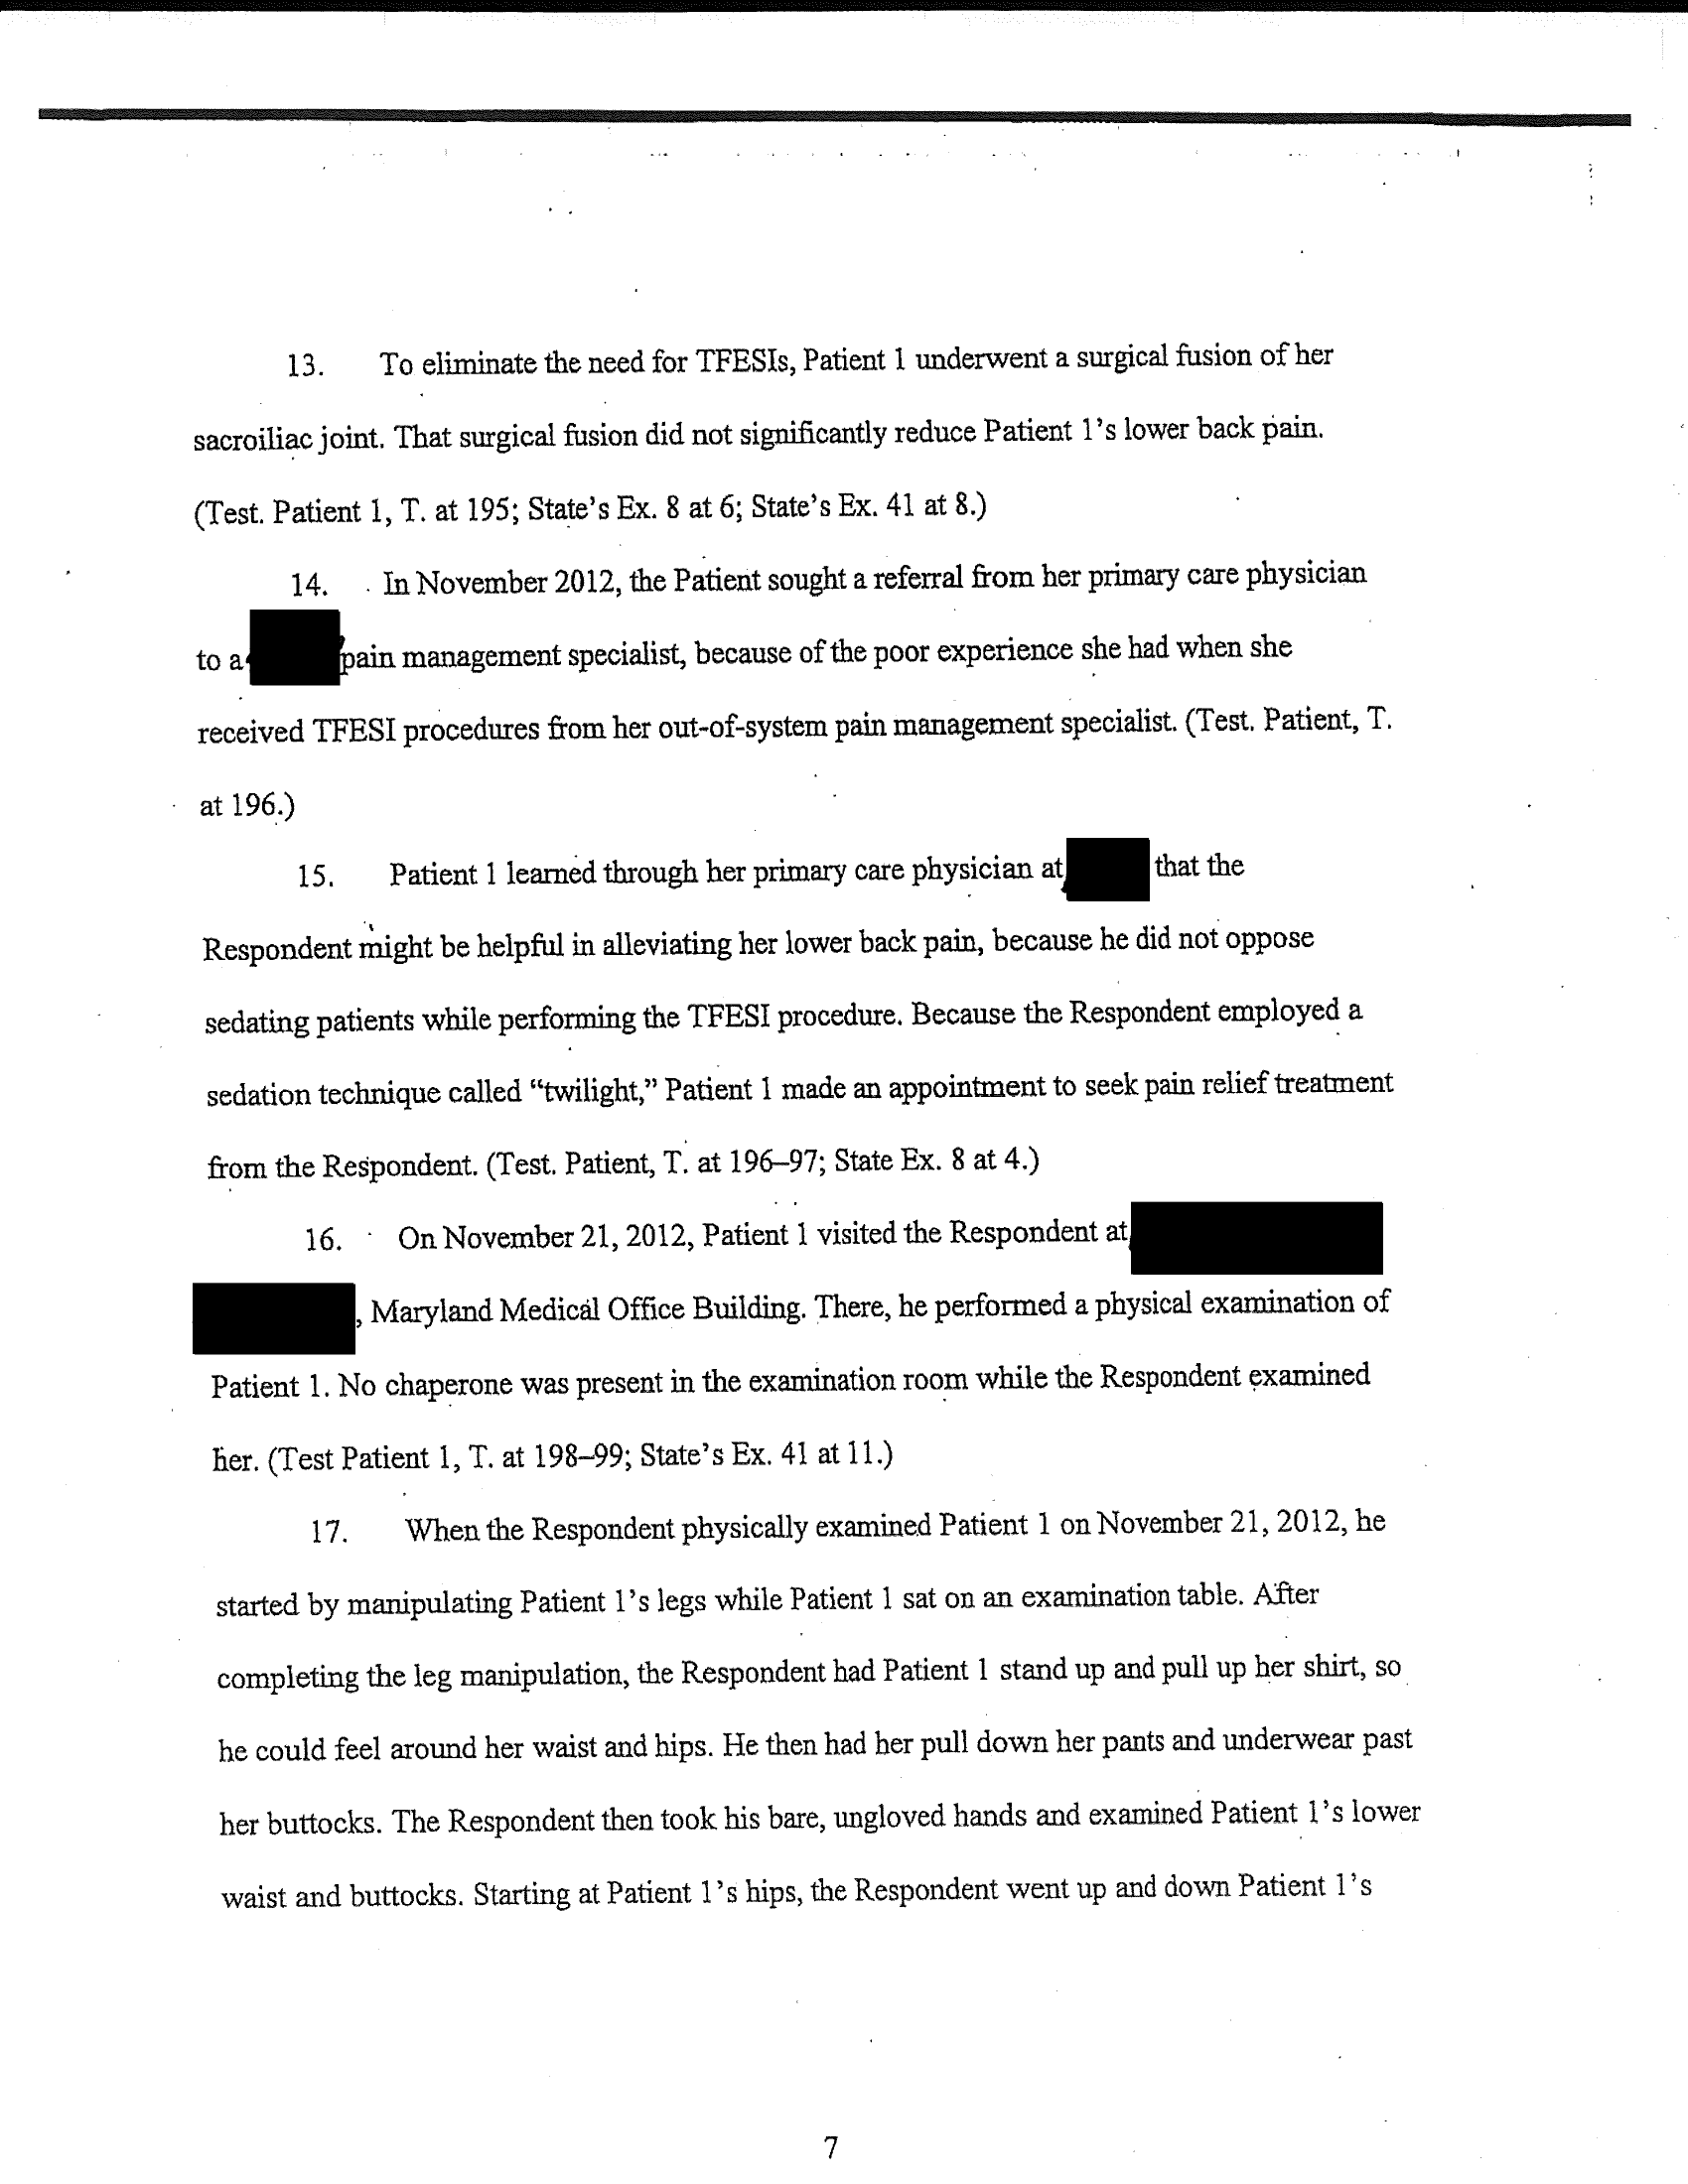 13. To eliminate the need for TFESIs, Patient 1 underwent a surgical fusion of her
sacroiliac joint. That surgical fusion did not significantly reduce Patient 1's lower back pain.
(Test. Patient 1, T. at 195; State's Ex. 8 at 6; State's Ex. 41 at 8.)
14. In November 2012, the Patient sought a referral from her primary care physician
to a pain management specialist, because of the poor experience she had when she
received TFESI procedures from her out-of-system pain management specialist. (Test. Patient, T.
at 196.)
15. Patient 1 learned through her primary care physician at that the
Respondent might be helpful in alleviating her lower back pain, because he did not oppose
sedating patients while performing the TFESI procedure. Because the Respondent employed a
sedation technique called “twilight,” Patient 1 made an appointment to seek pain relief treatment
from the Respondent. (Test. Patient, T. at 196–97; State Ex. 8 at 4.)
16. On November 21, 2012, Patient 1 visited the Respondent at
, Maryland Medical Office Building. There, he performed a physical examination of
Patient 1. No chaperone was present in the examination room while the Respondent examined
her. (Test Patient 1, T. at 198–99; State's Ex. 41 at 11.)
17. When the Respondent physically examined Patient 1 on November 21, 2012, he
started by manipulating Patient 1's legs while Patient 1 sat on an examination table. After
completing the leg manipulation, the Respondent had Patient 1 stand up and pull up her shirt, so
he could feel around her waist and hips. He then had her pull down her pants and underwear past
her buttocks. The Respondent then took his bare, ungloved hands and examined Patient 1's lower
waist and buttocks. Starting at Patient 1's hips, the Respondent went up and down Patient 1's
7